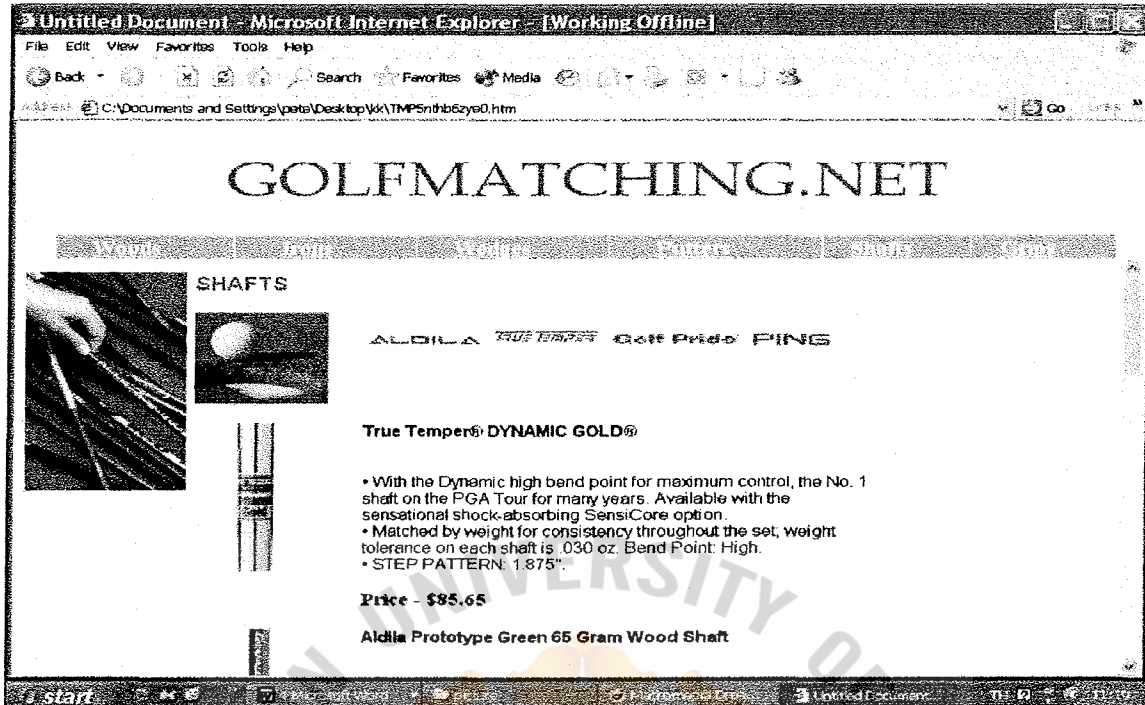 Untitled Document - Microsoft Internet Explorer - [Working Offline]
File Edit View Favorites Tools Help
Back Search Favorites Media
C:\Documents and Settings\pete\Desktop\kk\TMP5nthb6zye0.htm Go
GOLFMATCHING.NET
Woods Irons Wedges Putters Shafts Grips
SHAFTS
ALDILA TRUE TEMPER Golf Pride PING
True Temper® DYNAMIC GOLD®
• With the Dynamic high bend point for maximum control, the No. 1
shaft on the PGA Tour for many years. Available with the
sensational shock-absorbing SensiCore option.
• Matched by weight for consistency throughout the set; weight
tolerance on each shaft is .030 oz. Bend Point: High.
• STEP PATTERN: 1.875".
Price - $85.65
UNIVERSITY
Aldila Prototype Green 65 Gram Wood Shaft
start Microsoft Word Untitled Document TH 11:19